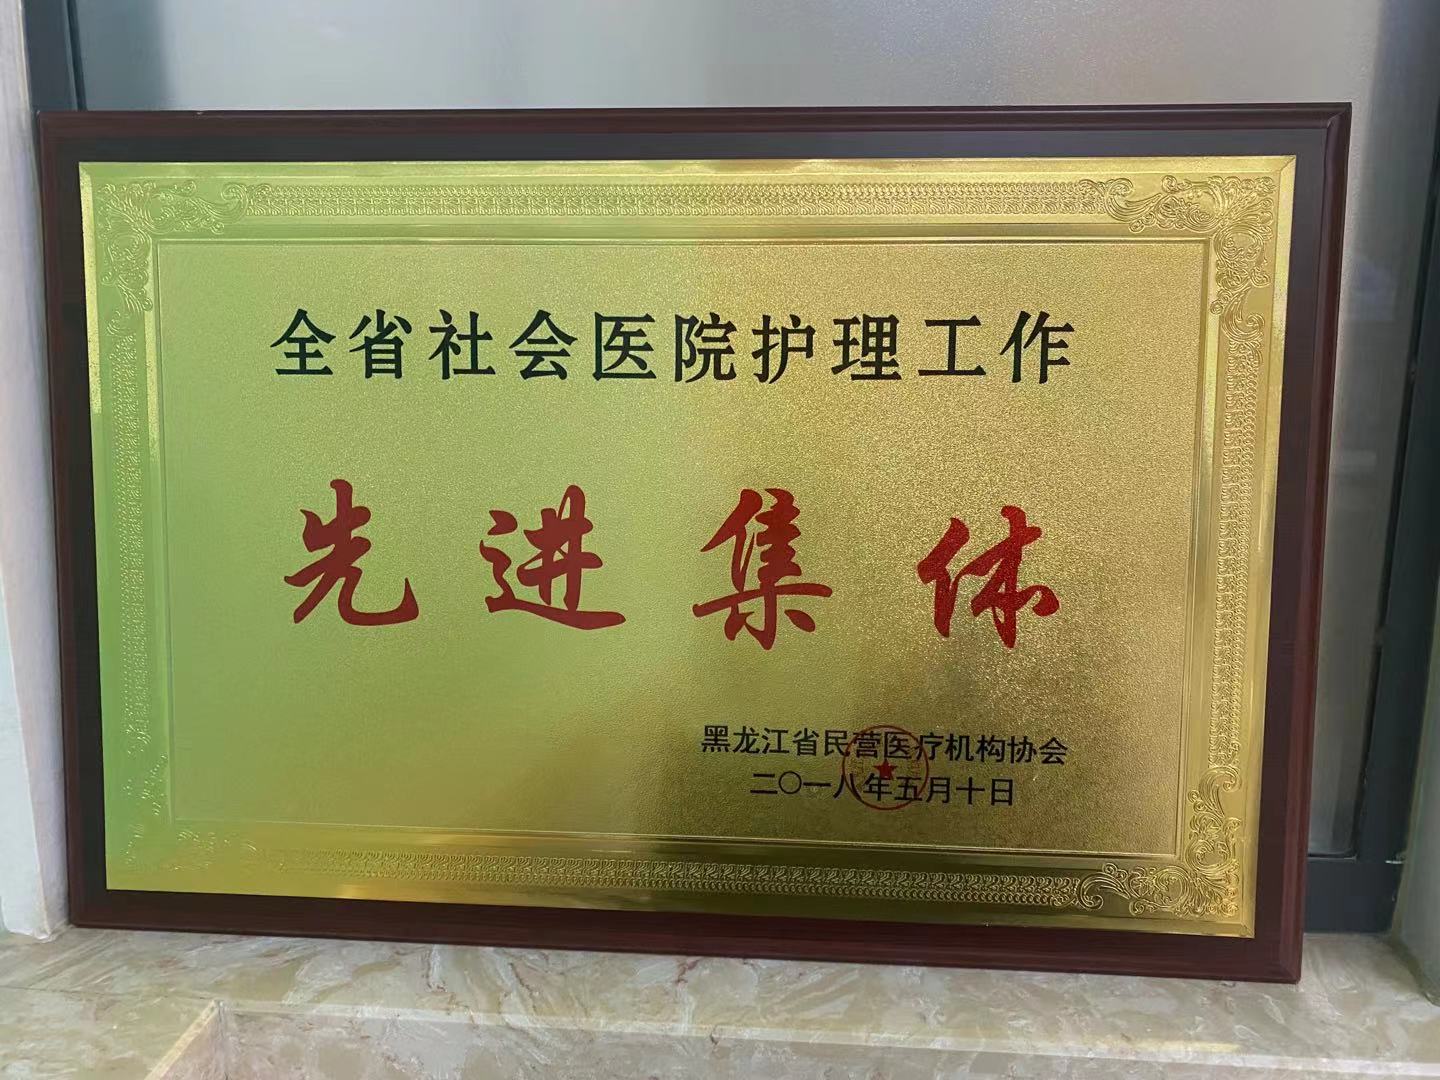 全省社会医院护理工作
先进集体
黑龙江省民营医疗机构协会
二〇一八年五月十日